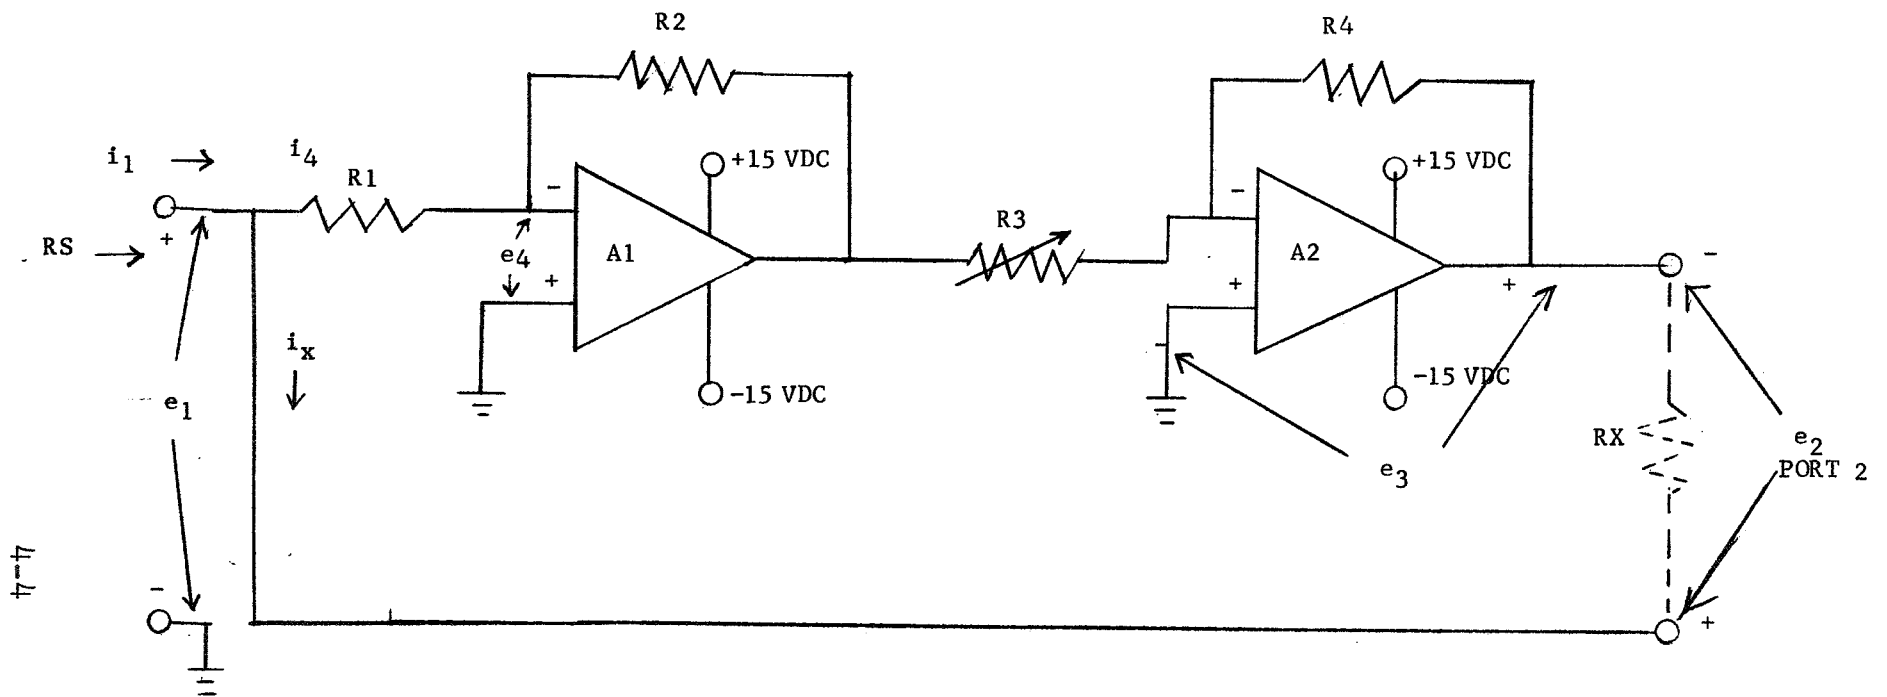 R2
R4
i1
i4
R1
-
+15 VDC
-
+15 VDC
R3
+
RS
e4
+
A1
+
A2
+
-
ix
-
-15 VDC
-15 VDC
e1
RX
e2
PORT 2
e3
4-4
-
+